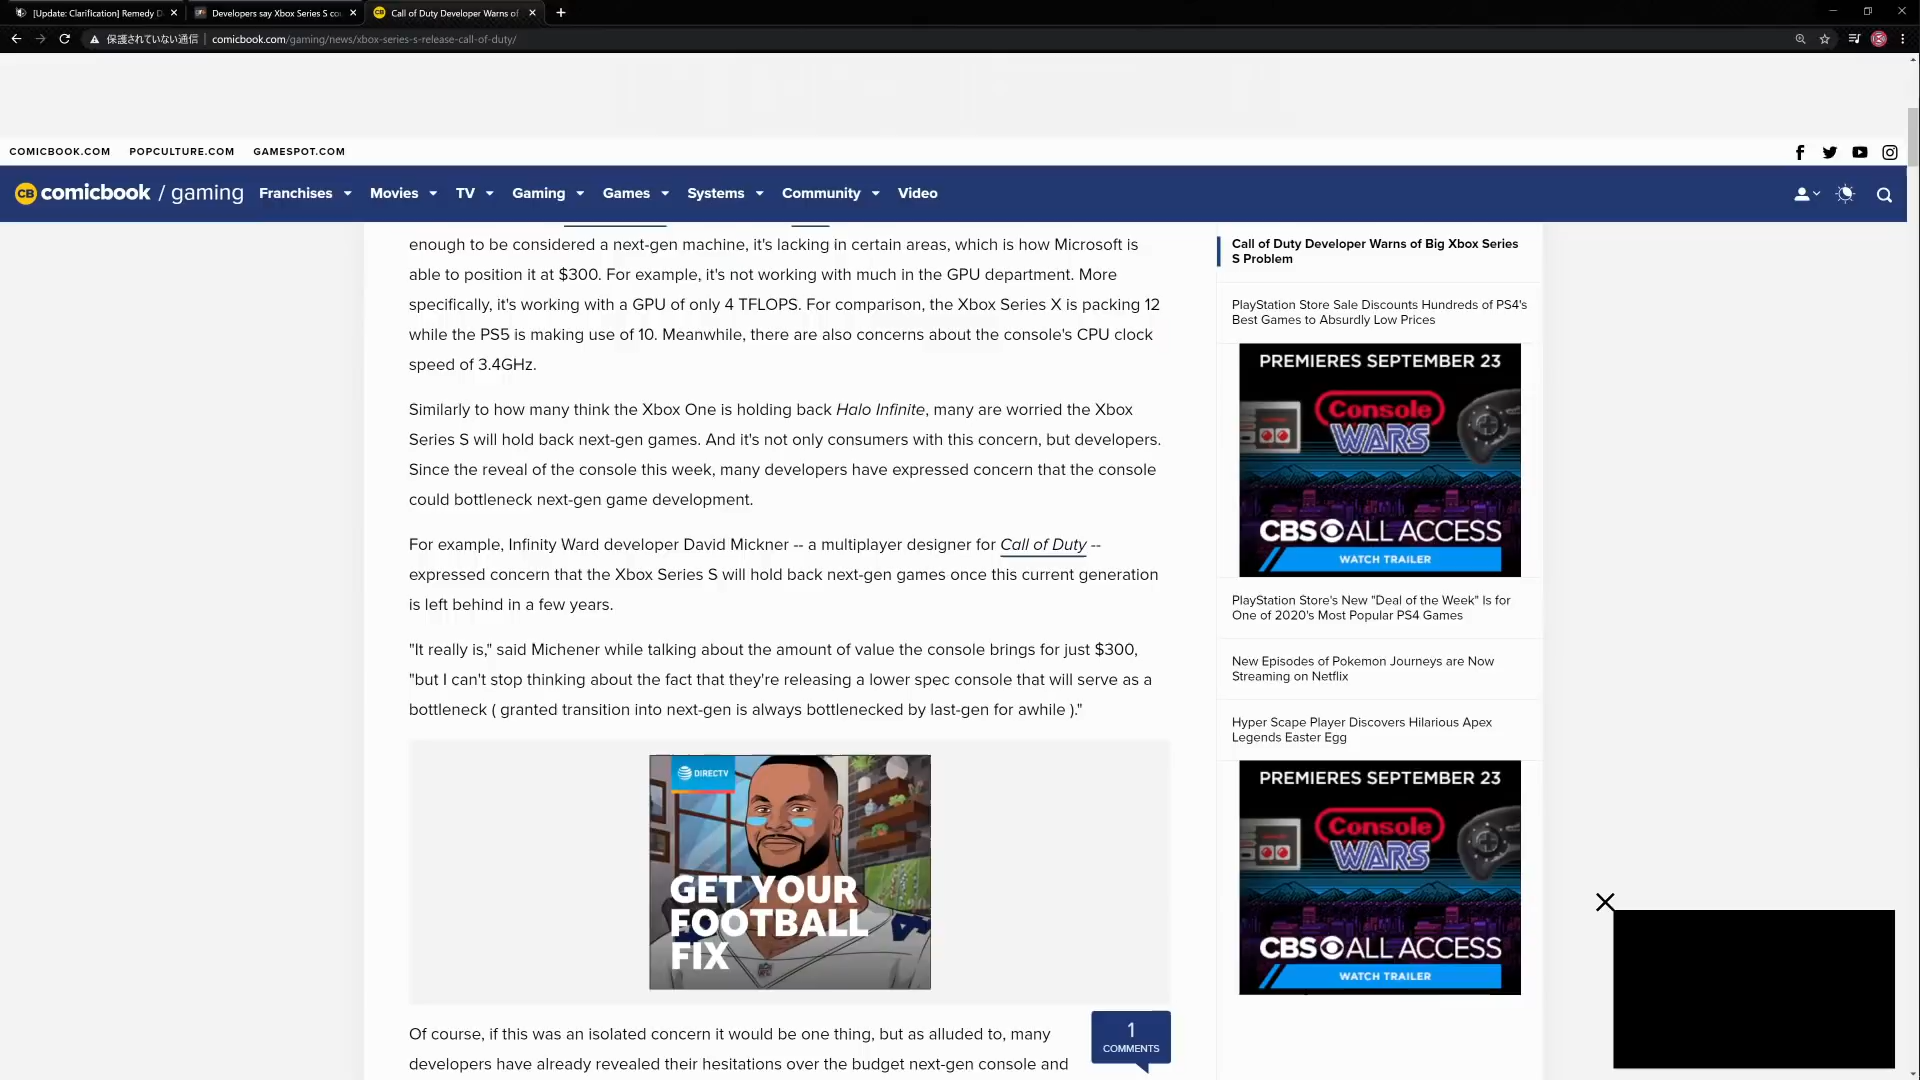 [Update: Clarification] Remedy D
Developers say Xbox Series S co
Call of Duty Developer Warns of
保護されていない通信
comicbook.com/gaming/news/xbox-series-s-release-call-of-duty/
COMICBOOK.COM POPCULTURE.COM GAMESPOT.COM
CB comicbook / gaming Franchises Movies TV Gaming Games Systems Community Video
enough to be considered a next-gen machine, it's lacking in certain areas, which is how Microsoft is
able to position it at $300. For example, it's not working with much in the GPU department. More
specifically, it's working with a GPU of only 4 TFLOPS. For comparison, the Xbox Series X is packing 12
while the PS5 is making use of 10. Meanwhile, there are also concerns about the console's CPU clock
speed of 3.4GHz.
Similarly to how many think the Xbox One is holding back Halo Infinite, many are worried the Xbox
Series S will hold back next-gen games. And it's not only consumers with this concern, but developers.
Since the reveal of the console this week, many developers have expressed concern that the console
could bottleneck next-gen game development.
For example, Infinity Ward developer David Mickner -- a multiplayer designer for Call of Duty --
expressed concern that the Xbox Series S will hold back next-gen games once this current generation
is left behind in a few years.
"It really is," said Michener while talking about the amount of value the console brings for just $300,
"but I can't stop thinking about the fact that they're releasing a lower spec console that will serve as a
bottleneck ( granted transition into next-gen is always bottlenecked by last-gen for awhile )."
AT&T DIRECTV
GET YOUR
FOOTBALL
FIX
Of course, if this was an isolated concern it would be one thing, but as alluded to, many
developers have already revealed their hesitations over the budget next-gen console and
1
COMMENTS
Call of Duty Developer Warns of Big Xbox Series
S Problem
PlayStation Store Sale Discounts Hundreds of PS4's
Best Games to Absurdly Low Prices
PREMIERES SEPTEMBER 23
Console
WARS
CBS ALL ACCESS
WATCH TRAILER
PlayStation Store's New "Deal of the Week" Is for
One of 2020's Most Popular PS4 Games
New Episodes of Pokemon Journeys are Now
Streaming on Netflix
Hyper Scape Player Discovers Hilarious Apex
Legends Easter Egg
PREMIERES SEPTEMBER 23
Console
WARS
CBS ALL ACCESS
WATCH TRAILER